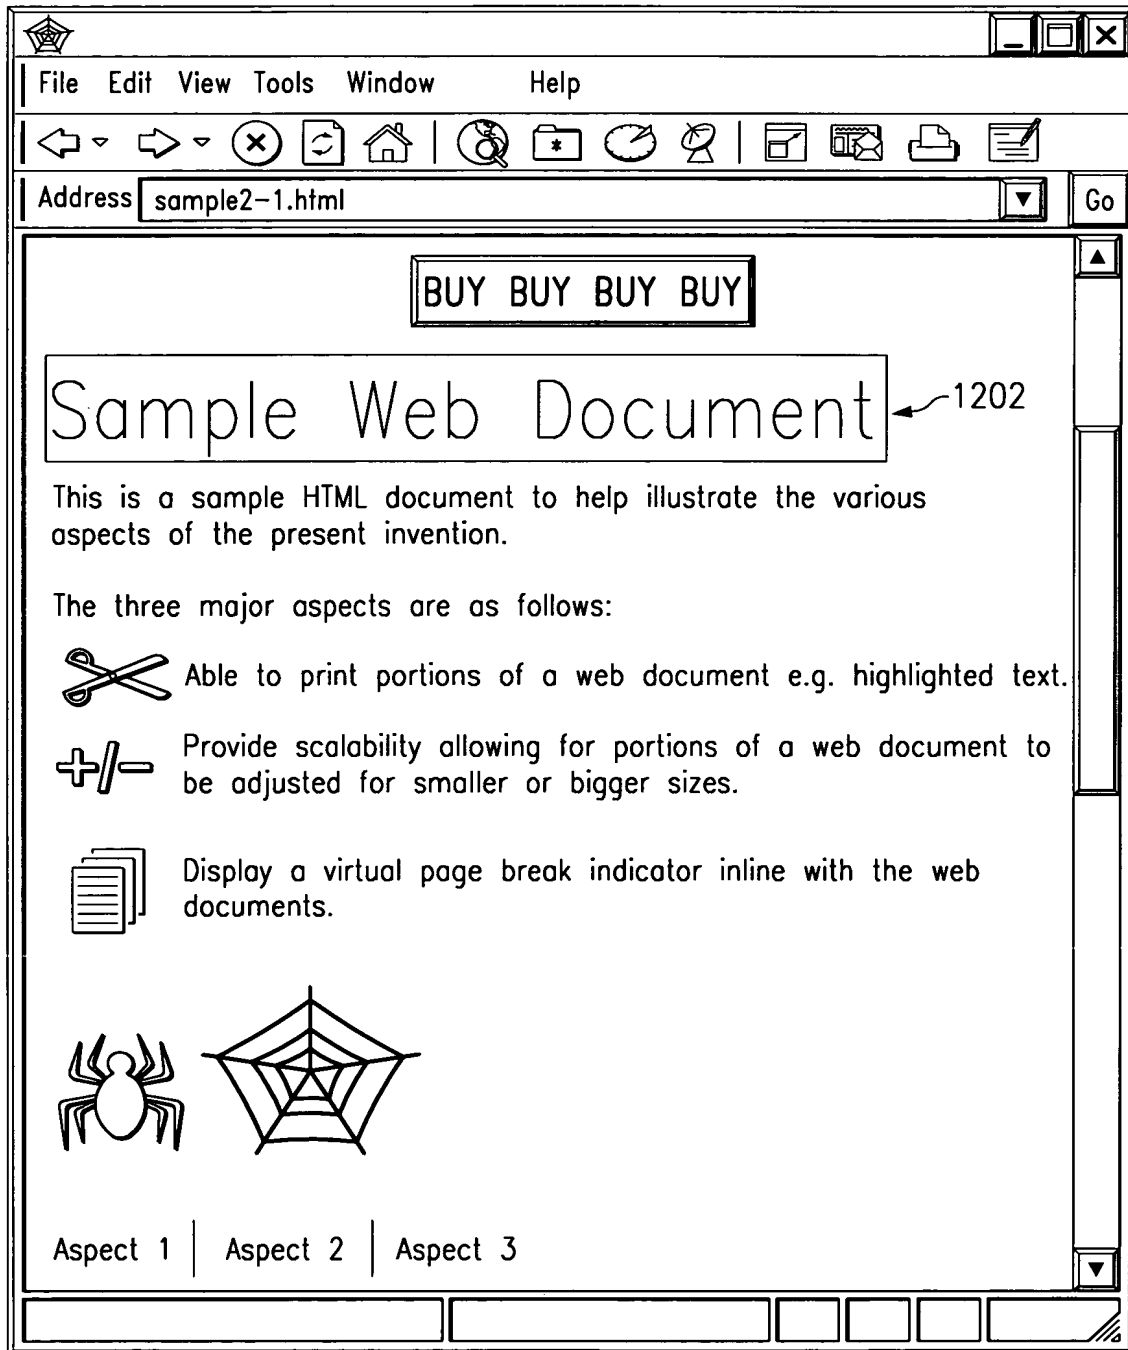 File Edit View Tools Window Help
Address sample2-1.html Go
BUY BUY BUY BUY
Sample Web Document
1202
This is a sample HTML document to help illustrate the various
aspects of the present invention.
The three major aspects are as follows:
Able to print portions of a web document e.g. highlighted text.
+/-
Provide scalability allowing for portions of a web document to
be adjusted for smaller or bigger sizes.
Display a virtual page break indicator inline with the web
documents.
Aspect 1 | Aspect 2 | Aspect 3